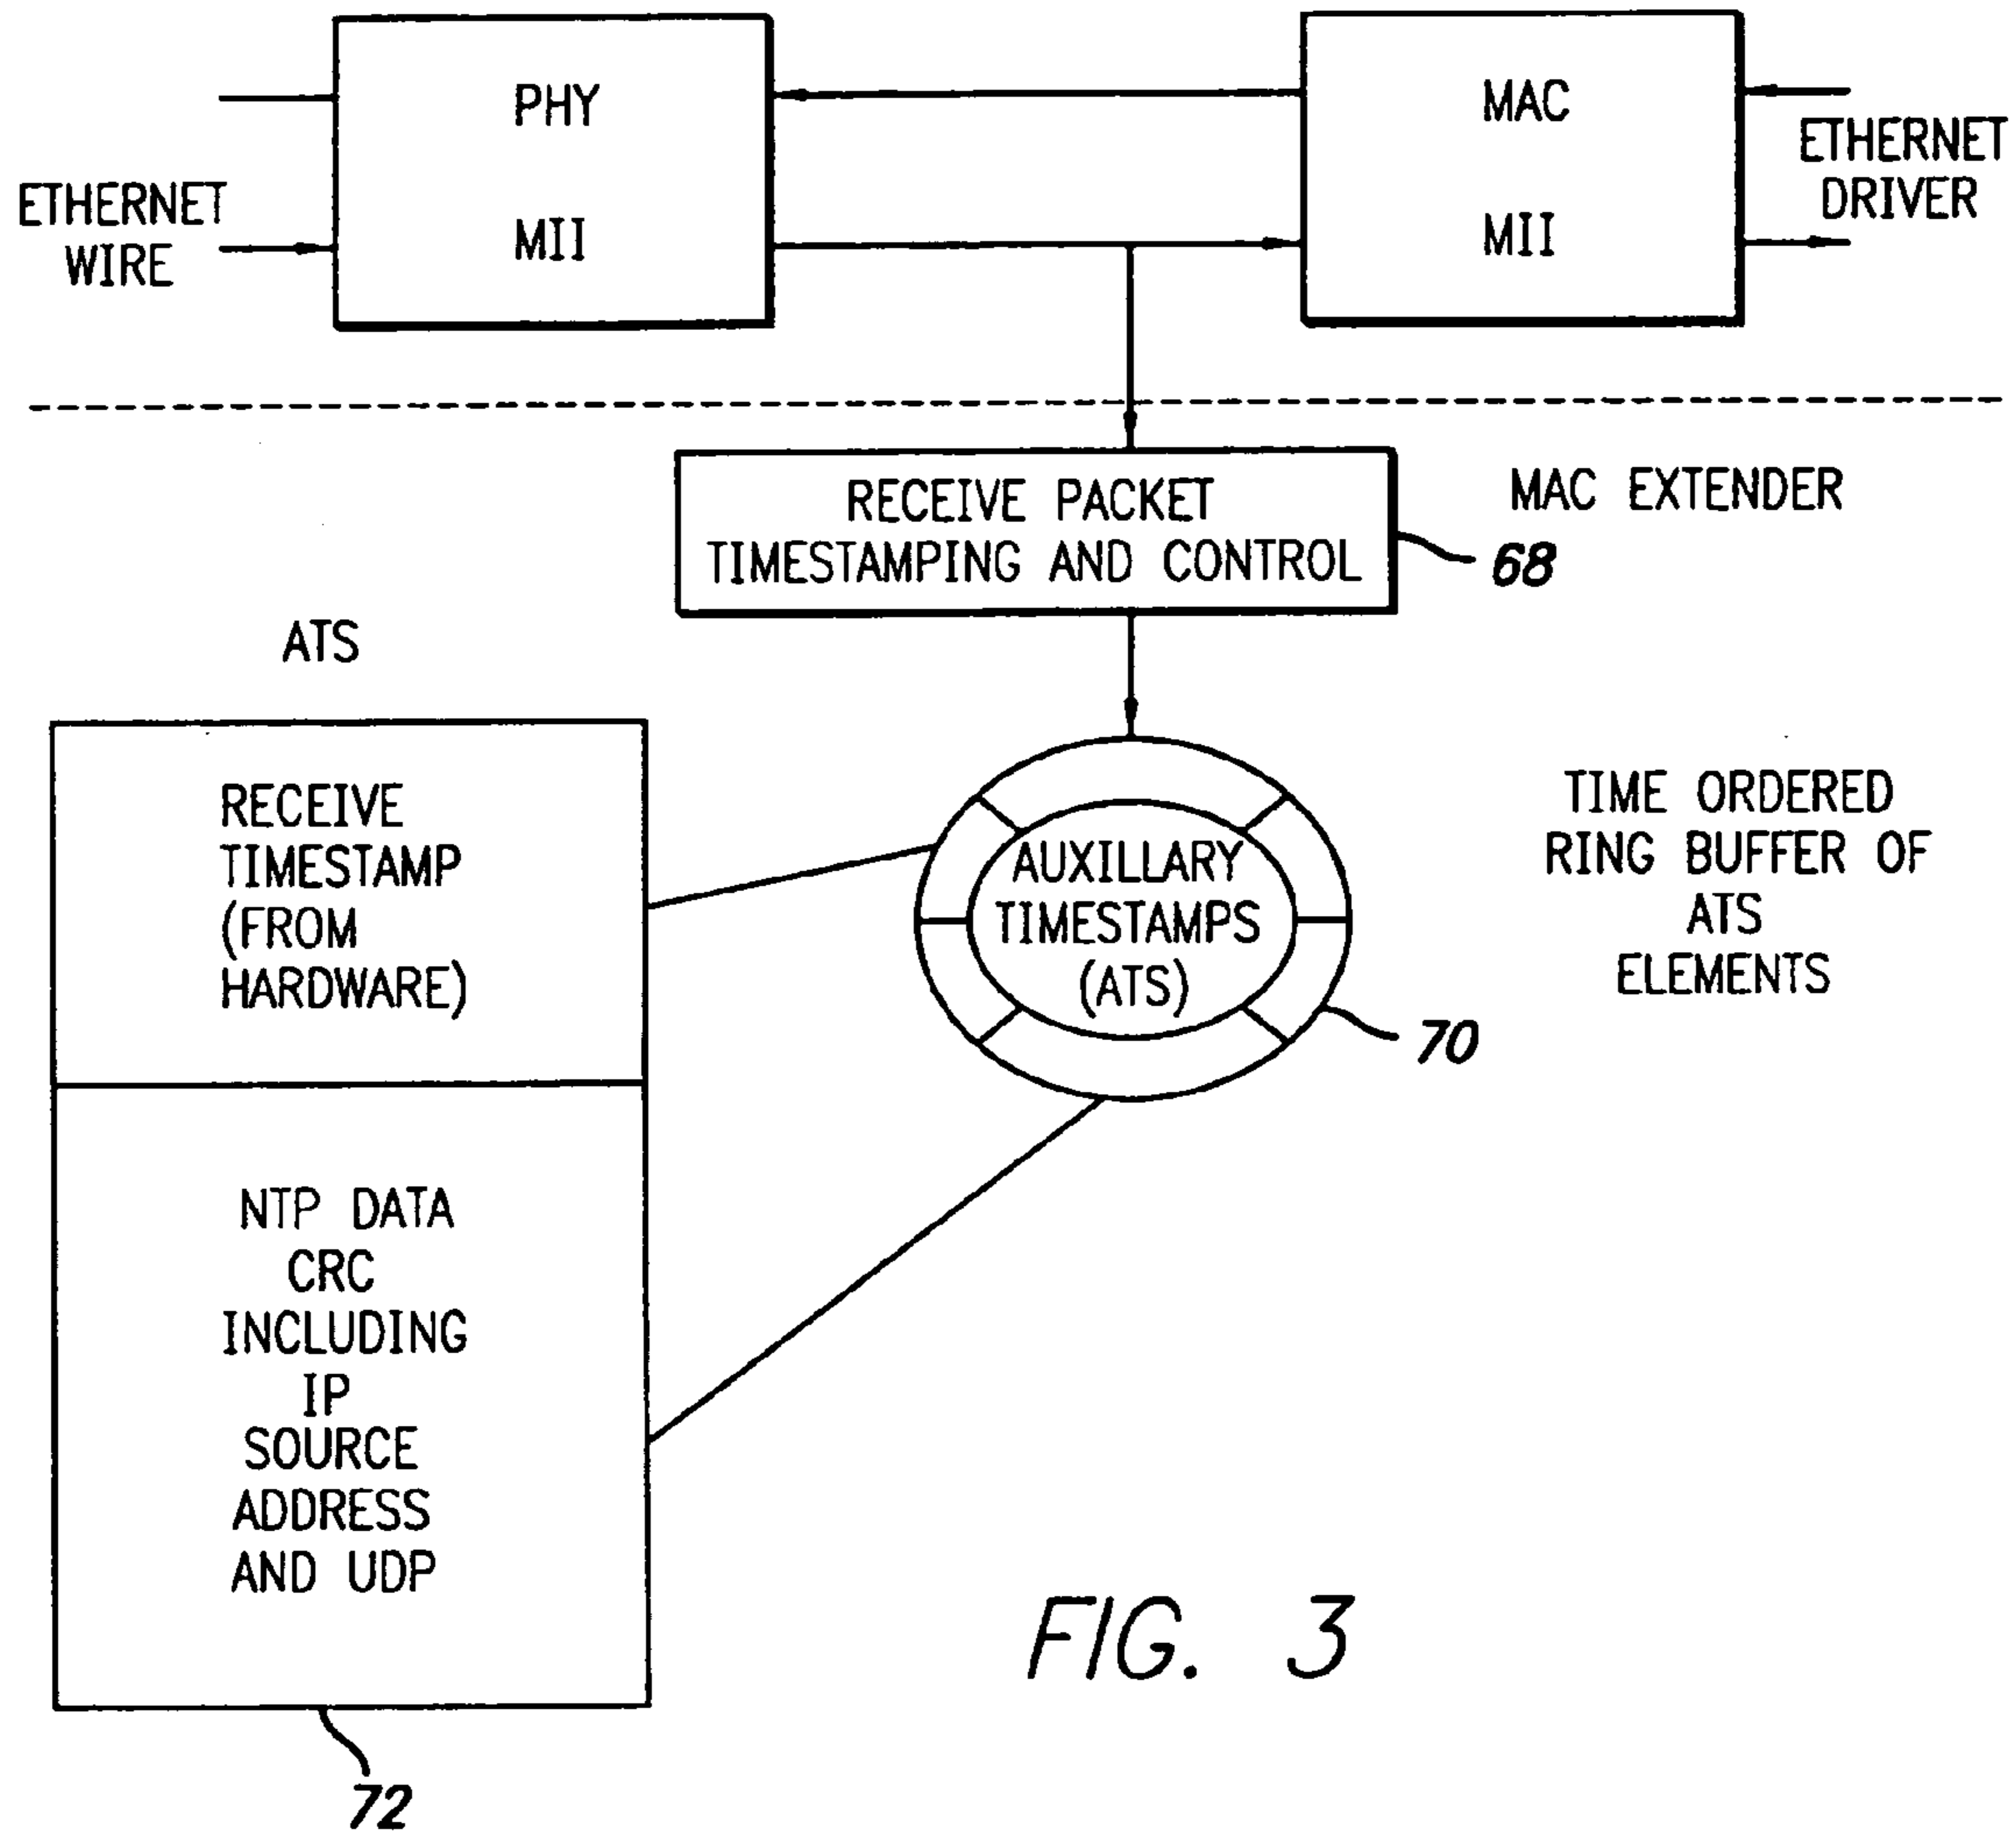 PHY
MII
MAC
MII
ETHERNET
WIRE
ETHERNET
DRIVER
RECEIVE PACKET
TIMESTAMPING AND CONTROL
MAC EXTENDER
68
ATS
RECEIVE
TIMESTAMP
(FROM
HARDWARE)
AUXILLARY
TIMESTAMPS
(ATS)
TIME ORDERED
RING BUFFER OF
ATS
ELEMENTS
70
NTP DATA
CRC
INCLUDING
IP
SOURCE
ADDRESS
AND UDP
72
FIG. 3